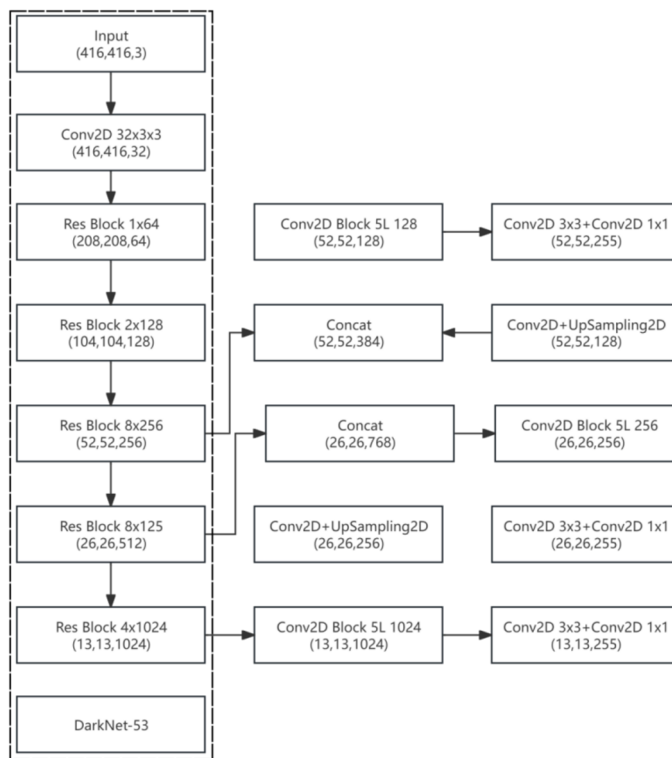 Input
(416,416,3)
Conv2D 32x3x3
(416,416,32)
Res Block 1x64
(208,208,64)
Conv2D Block 5L 128
(52,52,128)
Conv2D 3x3+Conv2D 1x1
(52,52,255)
Res Block 2x128
(104,104,128)
Concat
(52,52,384)
Conv2D+UpSampling2D
(52,52,128)
Res Block 8x256
(52,52,256)
Concat
(26,26,768)
Conv2D Block 5L 256
(26,26,256)
Res Block 8x125
(26,26,512)
Conv2D+UpSampling2D
(26,26,256)
Conv2D 3x3+Conv2D 1x1
(26,26,255)
Res Block 4x1024
(13,13,1024)
Conv2D Block 5L 1024
(13,13,1024)
Conv2D 3x3+Conv2D 1x1
(13,13,255)
DarkNet-53